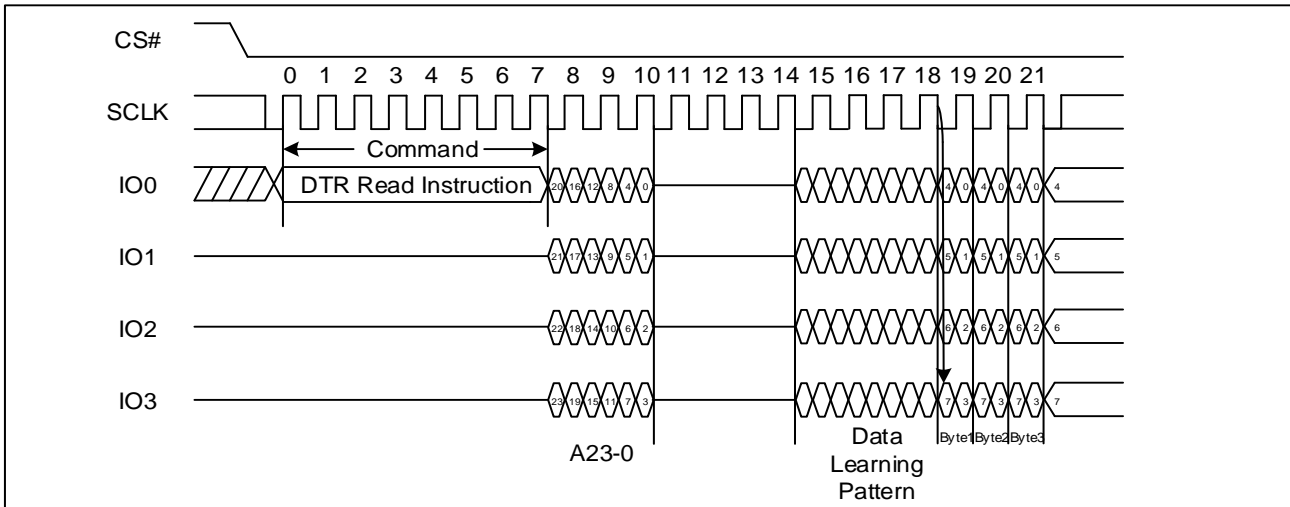 CS#
0 1 2 3 4 5 6 7 8 9 10 11 12 13 14 15 16 17 18 19 20 21
SCLK
Command
IO0 DTR Read Instruction 20 16 12 8 4 0 4 0 4 0 4 0 4
IO1 21 17 13 9 5 1 5 1 5 1 5 1 5
IO2 22 18 14 10 6 2 6 2 6 2 6 2 6
IO3 23 19 15 11 7 3 7 3 7 3 7 3 7
A23-0
Data
Learning
Pattern
Byte1 Byte2 Byte3